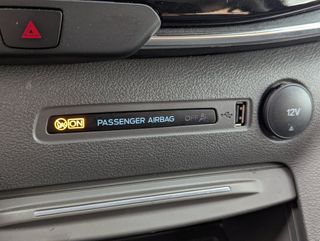 ON PASSENGER AIRBAG OFF
12V